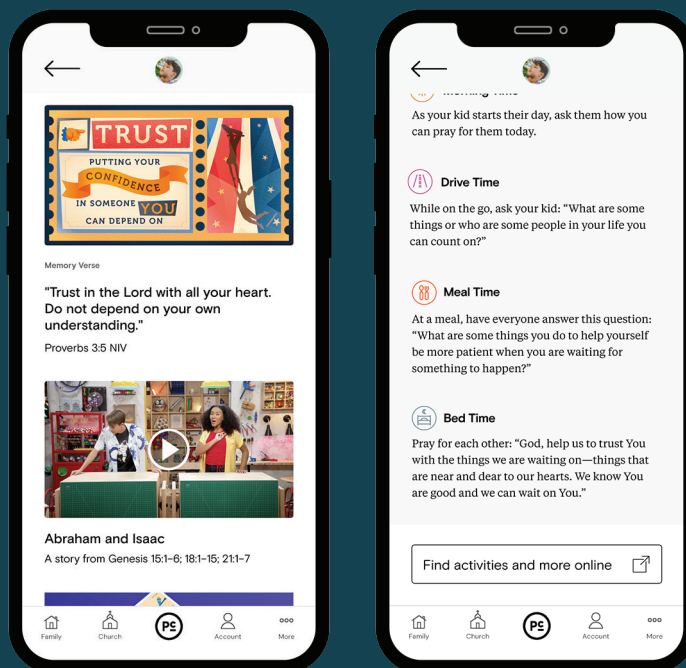 TRUST
PUTTING YOUR
CONFIDENCE
IN SOMEONE YOU
CAN DEPEND ON
Memory Verse
"Trust in the Lord with all your heart.
Do not depend on your own
understanding."
Proverbs 3:5 NIV
Abraham and Isaac
A story from Genesis 15:1–6; 18:1–15; 21:1–7
Family
Church
PC
Account
More
Morning Time
As your kid starts their day, ask them how you
can pray for them today.
Drive Time
While on the go, ask your kid: “What are some
things or who are some people in your life you
can count on?”
Meal Time
At a meal, have everyone answer this question:
“What are some things you do to help yourself
be more patient when you are waiting for
something to happen?”
Bed Time
Pray for each other: “God, help us to trust You
with the things we are waiting on—things that
are near and dear to our hearts. We know You
are good and we can wait on You.”
Find activities and more online
Family
Church
PC
Account
More